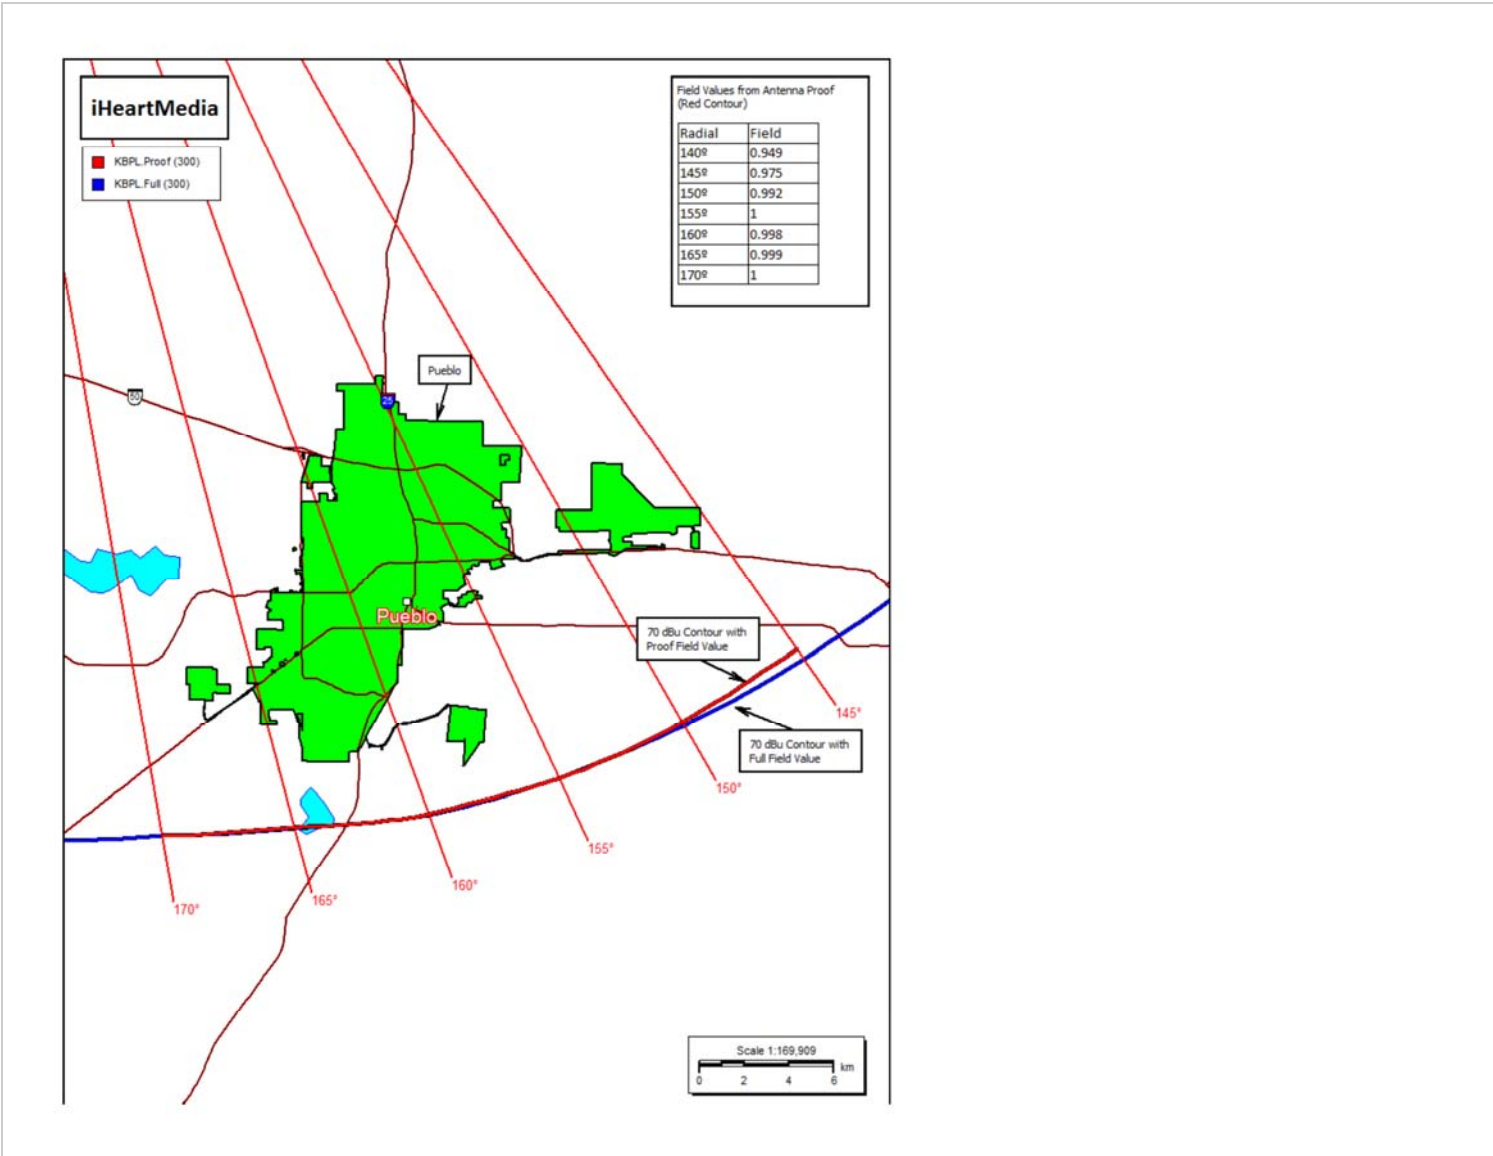 iHeartMedia
KBPL.Proof (300)
KBPL.Full (300)
Field Values from Antenna Proof
(Red Contour)
Radial Field
140º 0.949
145º 0.975
150º 0.992
155º 1
160º 0.998
165º 0.999
170º 1
Pueblo
50
25
Pueblo
70 dBu Contour with
Proof Field Value
145°
70 dBu Contour with
Full Field Value
150°
155°
160°
165°
170°
Scale 1:169,909
km
0 2 4 6